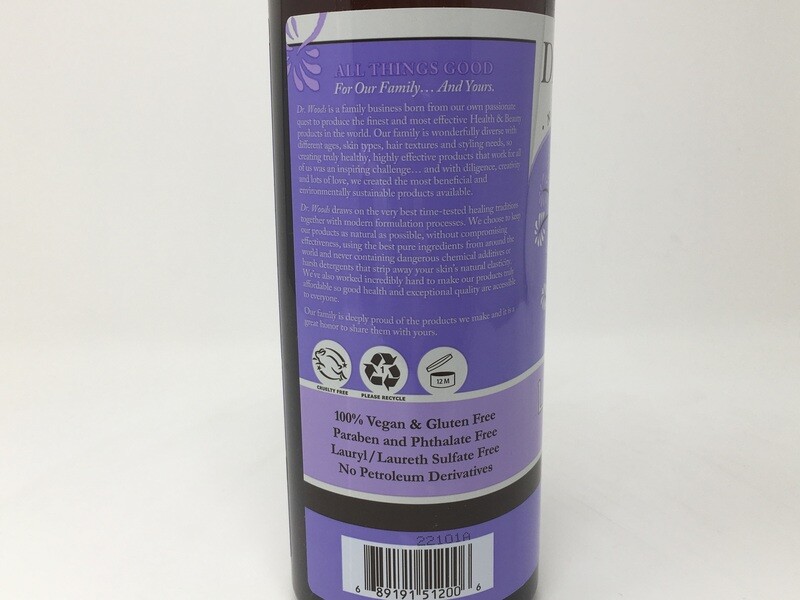 ALL THINGS GOOD
For Our Family... And Yours.
Dr. Woods is a family business born from our own passionate
quest to produce the finest and most effective Health & Beauty
products in the world. Our family is wonderfully diverse with
different ages, skin types, hair textures and styling needs, so
creating truly healthy, highly effective products that work for all
of us was an inspiring challenge... and with diligence, creativity
and lots of love, we created the most beneficial and
environmentally sustainable products available.
Dr. Woods draws on the very best time-tested healing traditions
together with modern formulation processes. We choose to keep
our products as natural as possible, without compromising
effectiveness, using the best pure ingredients from around the
world and never containing dangerous chemical additives or
harsh detergents that strip away your skin's natural elasticity.
We've also worked incredibly hard to make our products truly
affordable so good health and exceptional quality are accessible
to everyone.
Our family is deeply proud of the products we make and it is a
great honor to share them with yours.
CRUELTY FREE
1
PLEASE RECYCLE
12 M
100% Vegan & Gluten Free
Paraben and Phthalate Free
Lauryl/Laureth Sulfate Free
No Petroleum Derivatives
22101A
6 89191 51200 6
D